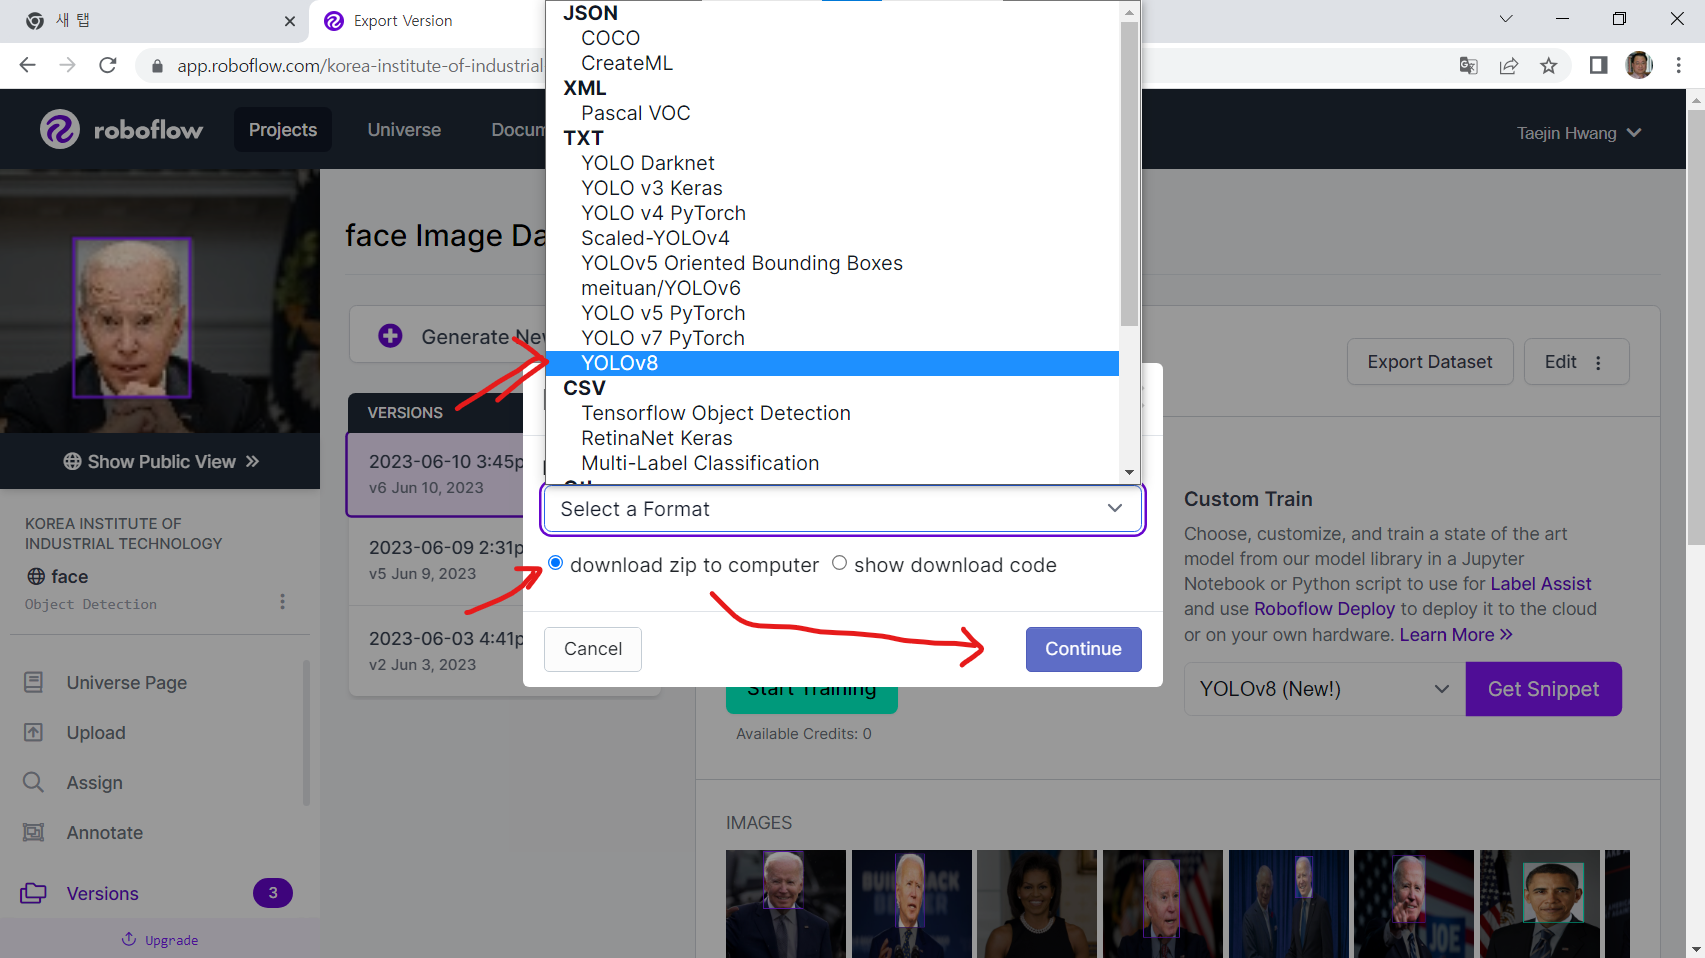 새 탭
Export Version
app.roboflow.com/korea-institute-of-industrial
roboflow
Projects
Universe
Docum
Taejin Hwang
JSON
COCO
CreateML
XML
Pascal VOC
TXT
YOLO Darknet
YOLO v3 Keras
YOLO v4 PyTorch
Scaled-YOLOv4
YOLOv5 Oriented Bounding Boxes
meituan/YOLOv6
YOLO v5 PyTorch
YOLO v7 PyTorch
YOLOv8
CSV
Tensorflow Object Detection
RetinaNet Keras
Multi-Label Classification
Select a Format
download zip to computer
show download code
Cancel
Continue
face Image Da
Generate New
Export Dataset
Edit
VERSIONS
2023-06-10 3:45p
v6 Jun 10, 2023
2023-06-09 2:31p
v5 Jun 9, 2023
2023-06-03 4:41p
v2 Jun 3, 2023
Show Public View
KOREA INSTITUTE OF
INDUSTRIAL TECHNOLOGY
face
Object Detection
Universe Page
Upload
Assign
Annotate
Versions
3
Upgrade
Custom Train
Choose, customize, and train a state of the art
model from our model library in a Jupyter
Notebook or Python script to use for Label Assist
and use Roboflow Deploy to deploy it to the cloud
or on your own hardware. Learn More
YOLOv8 (New!)
Get Snippet
Start Training
Available Credits: 0
IMAGES
JOE